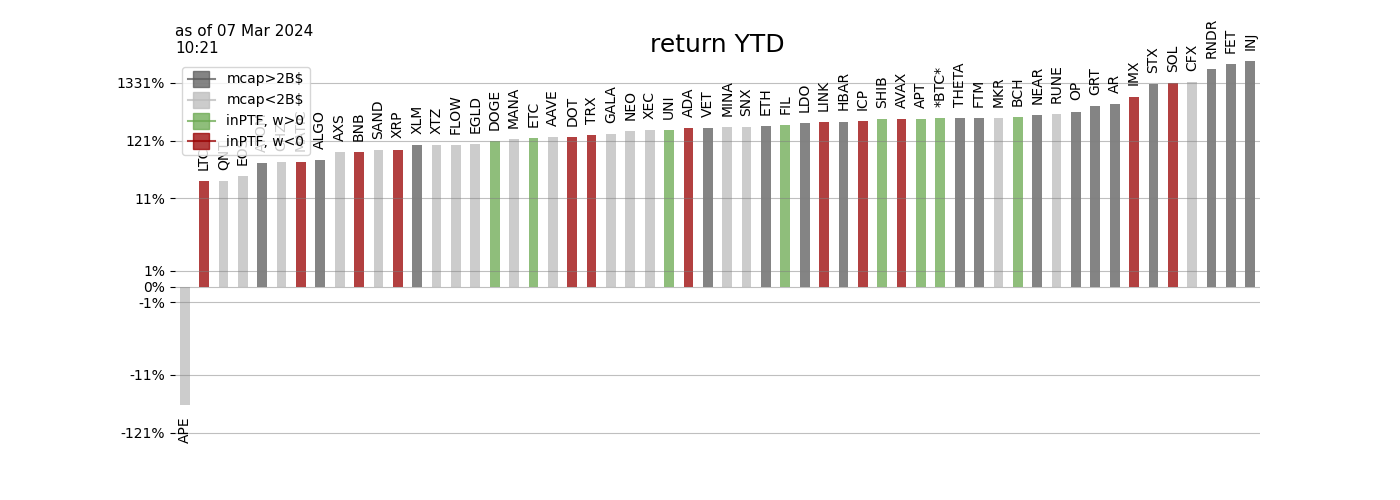 as of 07 Mar 2024
10:21
return YTD
mcap>2B$
mcap<2B$
inPTF, w>0
inPTF, w<0
1331%
121%
11%
1%
0%
-1%
-11%
-121%
APE
LTC
QNT
ALGO
AXS
BNB
SAND
XRP
XLM
XTZ
FLOW
EGLD
DOGE
MANA
ETC
AAVE
DOT
TRX
GALA
NEO
XEC
UNI
ADA
VET
MINA
SNX
ETH
FIL
LDO
LINK
HBAR
ICP
SHIB
AVAX
APT
*BTC*
THETA
FTM
MKR
BCH
NEAR
RUNE
OP
GRT
AR
IMX
STX
SOL
CFX
RNDR
FET
INJ